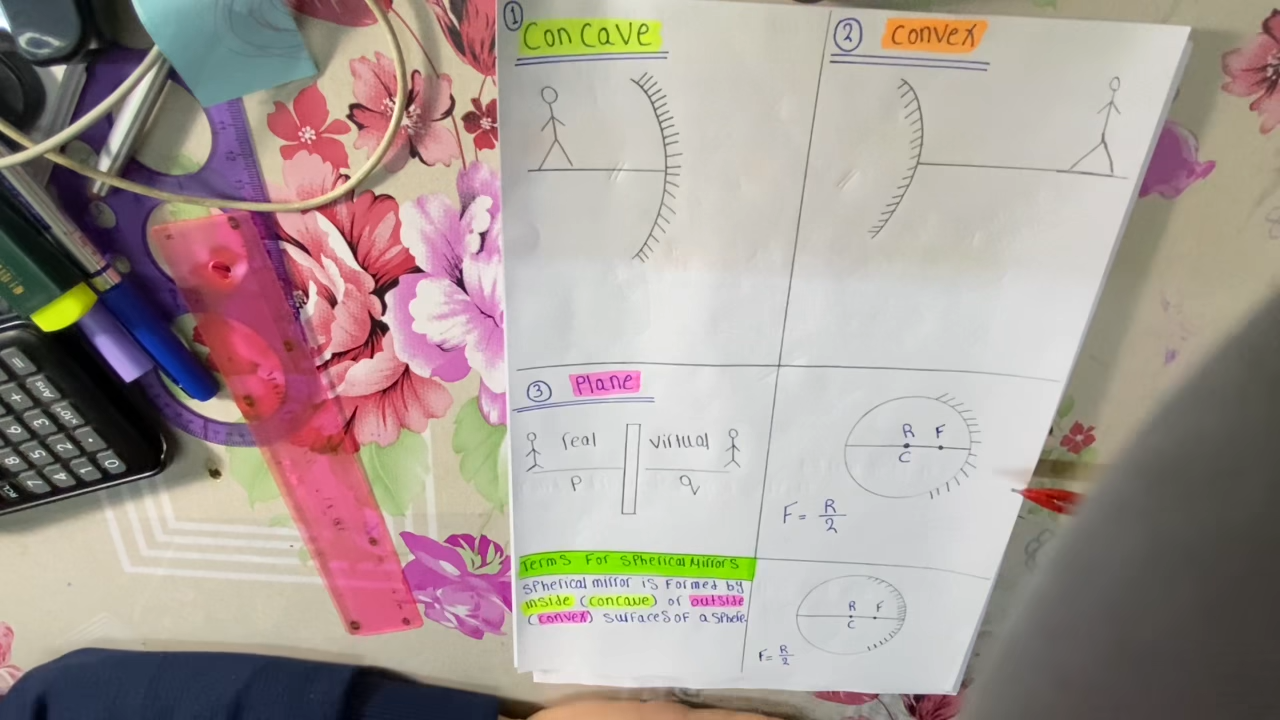 ① Concave
② Convex
③ Plane
real
virtual
P
q
R
F
C
F= R/2
Terms For Spherical Mirrors
spherical mirror is Formed by
inside (concave) or outside
(convex) surfaces of a sphere.
R
F
C
F= R/2